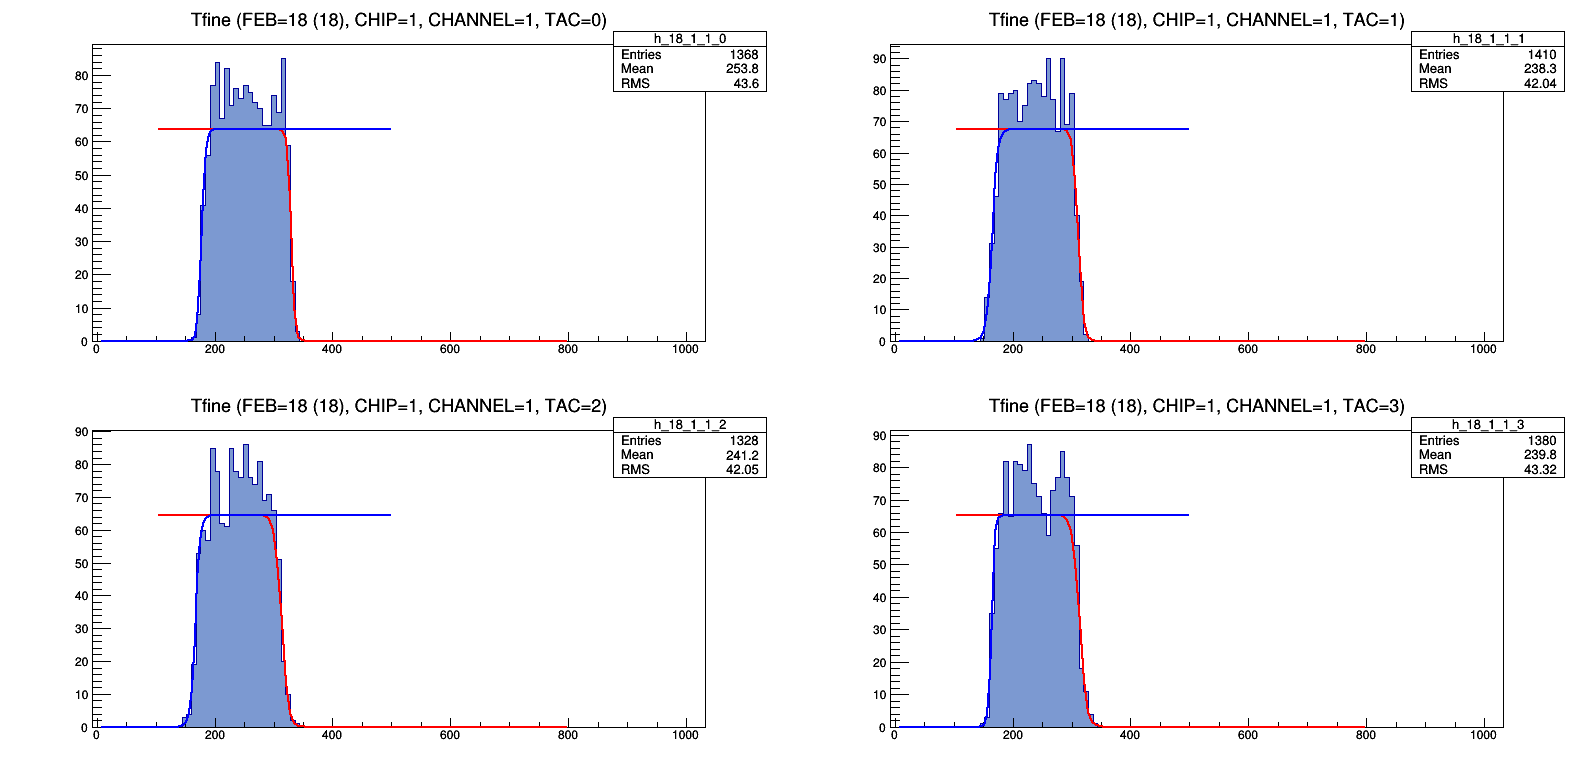 Tfine (FEB=18 (18), CHIP=1, CHANNEL=1, TAC=0)
h_18_1_1_0
Entries 1368
Mean 253.8
RMS 43.6
80
70
60
50
40
30
20
10
0
0 200 400 600 800 1000
Tfine (FEB=18 (18), CHIP=1, CHANNEL=1, TAC=1)
h_18_1_1_1
Entries 1410
Mean 238.3
RMS 42.04
90
80
70
60
50
40
30
20
10
0
0 200 400 600 800 1000
Tfine (FEB=18 (18), CHIP=1, CHANNEL=1, TAC=2)
h_18_1_1_2
Entries 1328
Mean 241.2
RMS 42.05
90
80
70
60
50
40
30
20
10
0
0 200 400 600 800 1000
Tfine (FEB=18 (18), CHIP=1, CHANNEL=1, TAC=3)
h_18_1_1_3
Entries 1380
Mean 239.8
RMS 43.32
90
80
70
60
50
40
30
20
10
0
0 200 400 600 800 1000